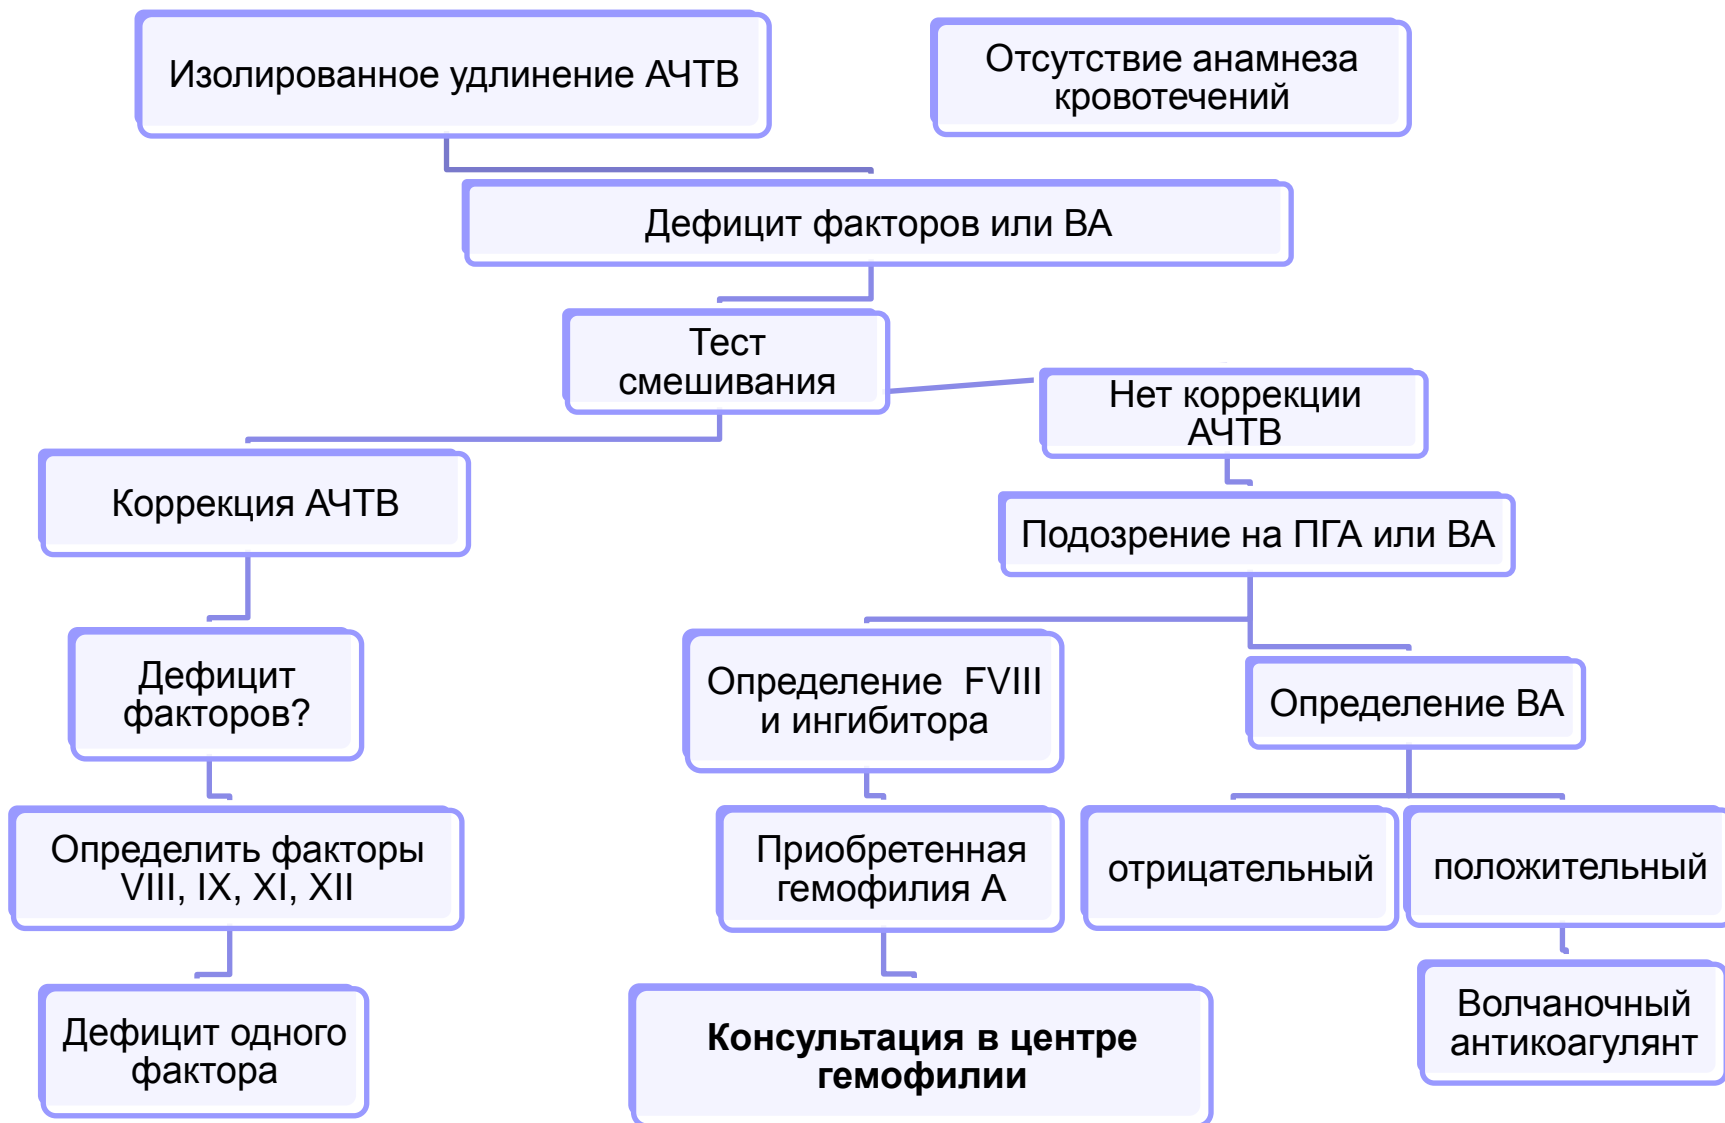 Изолированное удлинение АЧТВ
Отсутствие анамнеза
кровотечений
Дефицит факторов или ВА
Тест
смешивания
Нет коррекции
АЧТВ
Коррекция АЧТВ
Подозрение на ПГА или ВА
Дефицит
факторов?
Определение FVIII
и ингибитора
Определение ВА
Определить факторы
VIII, IX, XI, XII
Приобретенная
гемофилия А
отрицательный
положительный
Дефицит одного
фактора
Консультация в центре
гемофилии
Волчаночный
антикоагулянт